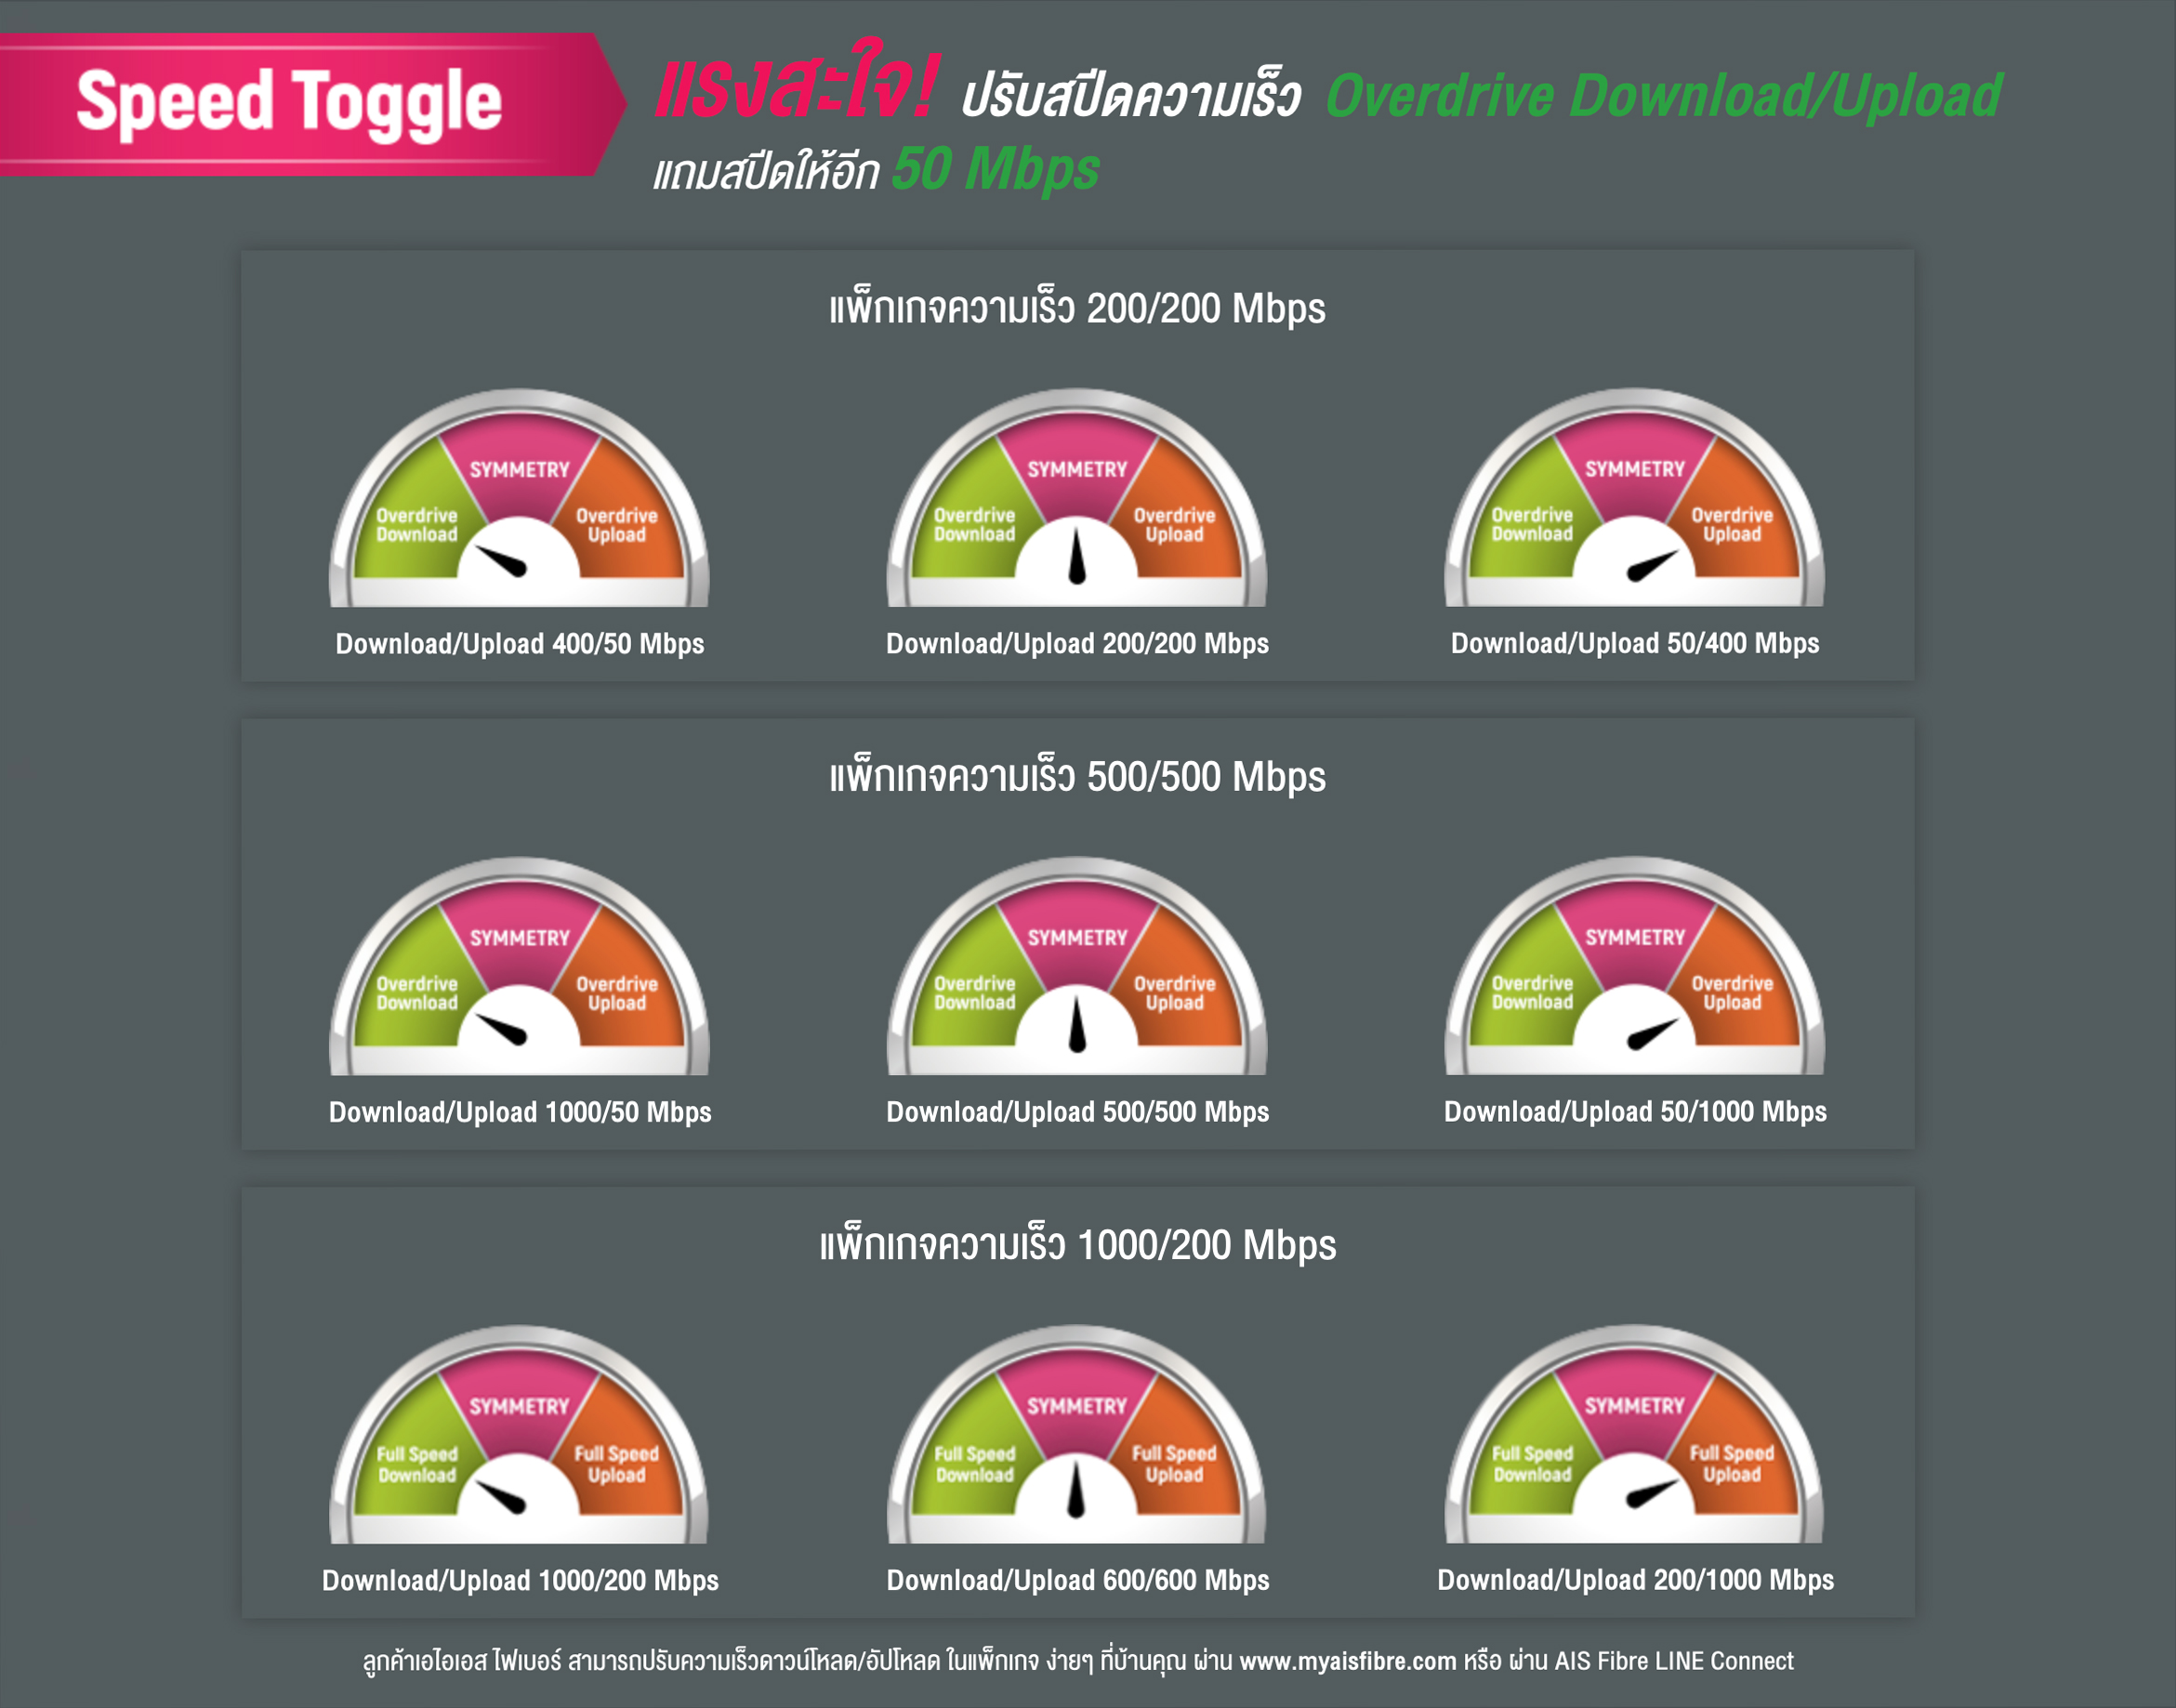 Speed Toggle
แรงสะใจ! ปรับสปีดความเร็ว Overdrive Download/Upload
แถมสปีดให้อีก 50 Mbps
แพ็กเกจความเร็ว 200/200 Mbps
SYMMETRY
Overdrive Download
Overdrive Upload
Download/Upload 400/50 Mbps
SYMMETRY
Overdrive Download
Overdrive Upload
Download/Upload 200/200 Mbps
SYMMETRY
Overdrive Download
Overdrive Upload
Download/Upload 50/400 Mbps
แพ็กเกจความเร็ว 500/500 Mbps
SYMMETRY
Overdrive Download
Overdrive Upload
Download/Upload 1000/50 Mbps
SYMMETRY
Overdrive Download
Overdrive Upload
Download/Upload 500/500 Mbps
SYMMETRY
Overdrive Download
Overdrive Upload
Download/Upload 50/1000 Mbps
แพ็กเกจความเร็ว 1000/200 Mbps
SYMMETRY
Full Speed Download
Full Speed Upload
Download/Upload 1000/200 Mbps
SYMMETRY
Full Speed Download
Full Speed Upload
Download/Upload 600/600 Mbps
SYMMETRY
Full Speed Download
Full Speed Upload
Download/Upload 200/1000 Mbps
ลูกค้าเอไอเอส ไฟเบอร์ สามารถปรับความเร็วดาวน์โหลด/อัปโหลด ในแพ็กเกจ ง่ายๆ ที่บ้านคุณ ผ่าน www.myaisfibre.com หรือ ผ่าน AIS Fibre LINE Connect